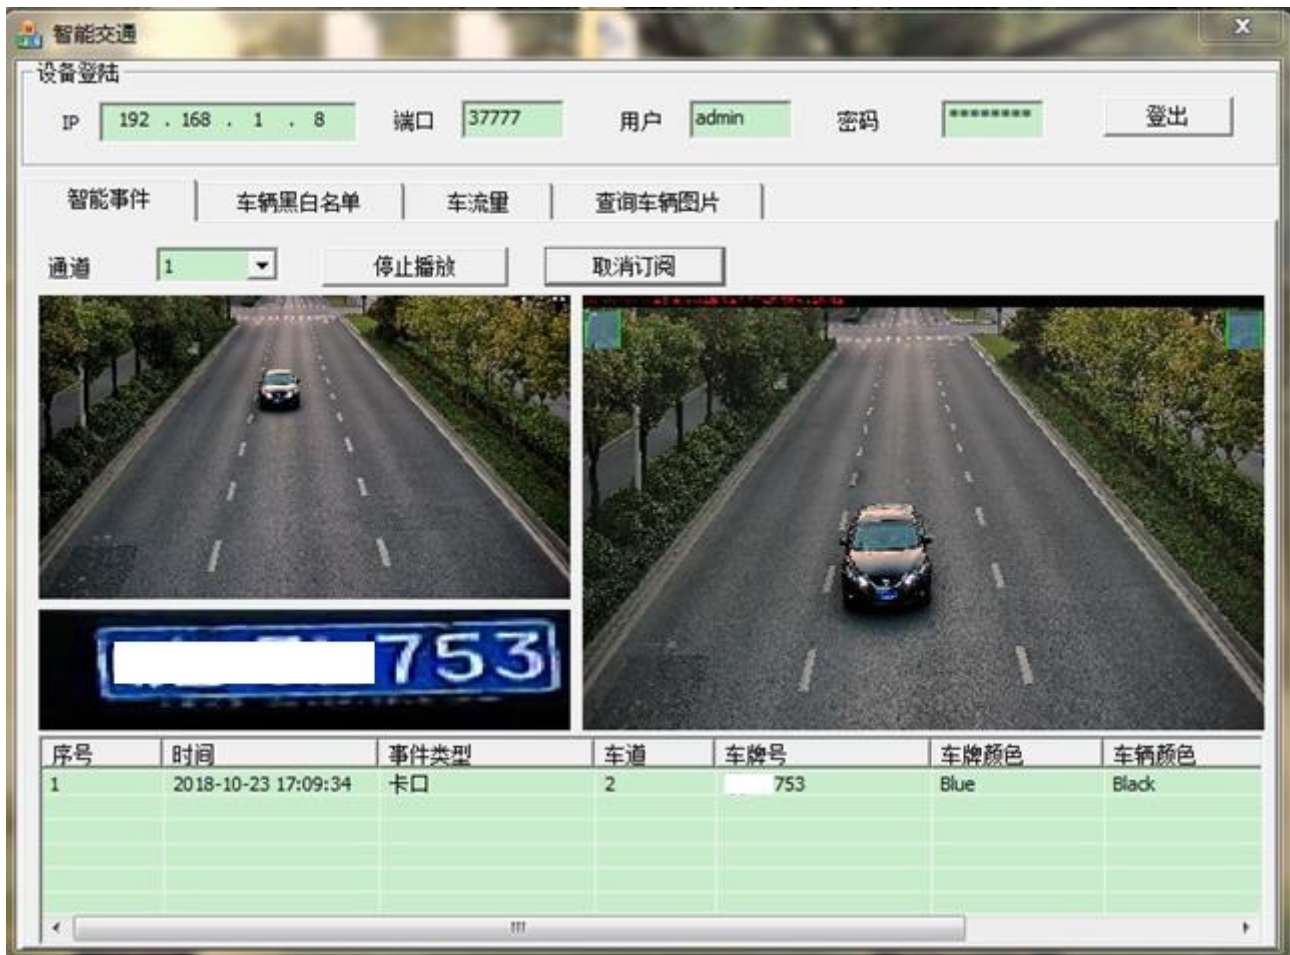 智能交通
X
设备登陆
IP 192 . 168 . 1 . 8 端口 37777 用户 admin 密码 ******** 登出
智能事件 车辆黑白名单 车流量 查询车辆图片
通道 1 停止播放 取消订阅
753
序号 时间 事件类型 车道 车牌号 车牌颜色 车辆颜色
1 2018-10-23 17:09:34 卡口 2 753 Blue Black